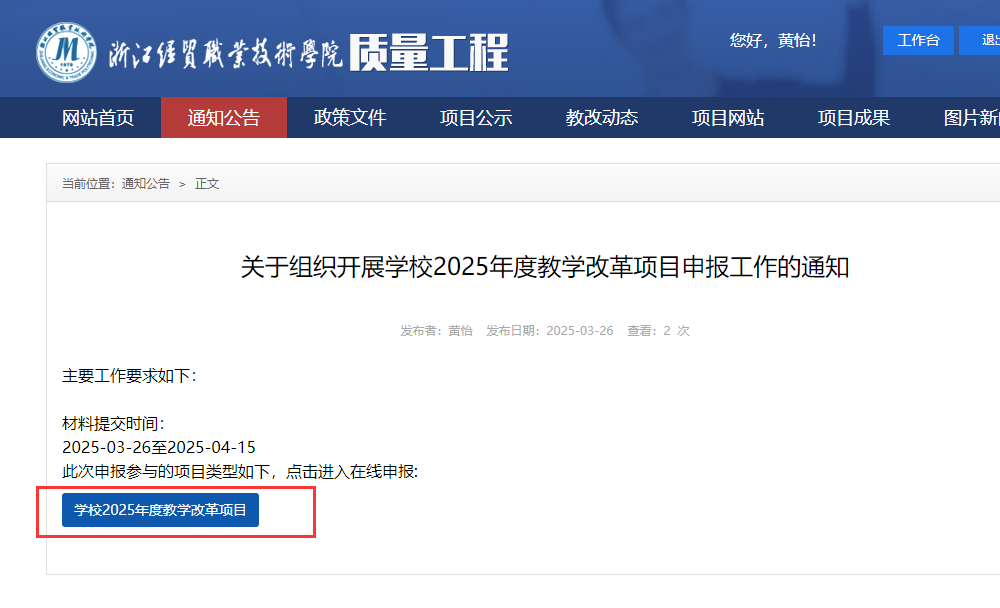 浙江经贸職業技術學院 质量工程
您好，黄怡！
工作台
网站首页 通知公告 政策文件 项目公示 教改动态 项目网站 项目成果 图片新
当前位置：通知公告 > 正文
关于组织开展学校2025年度教学改革项目申报工作的通知
发布者：黄怡 发布日期：2025-03-26 查看：2 次
主要工作要求如下：
材料提交时间：
2025-03-26至2025-04-15
此次申报参与的项目类型如下，点击进入在线申报:
学校2025年度教学改革项目